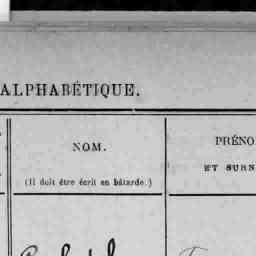 ALPHABÉTIQUE.
NOM.
(Il doit être écrit en bâtarde.)
PRÉNO
ET SURN